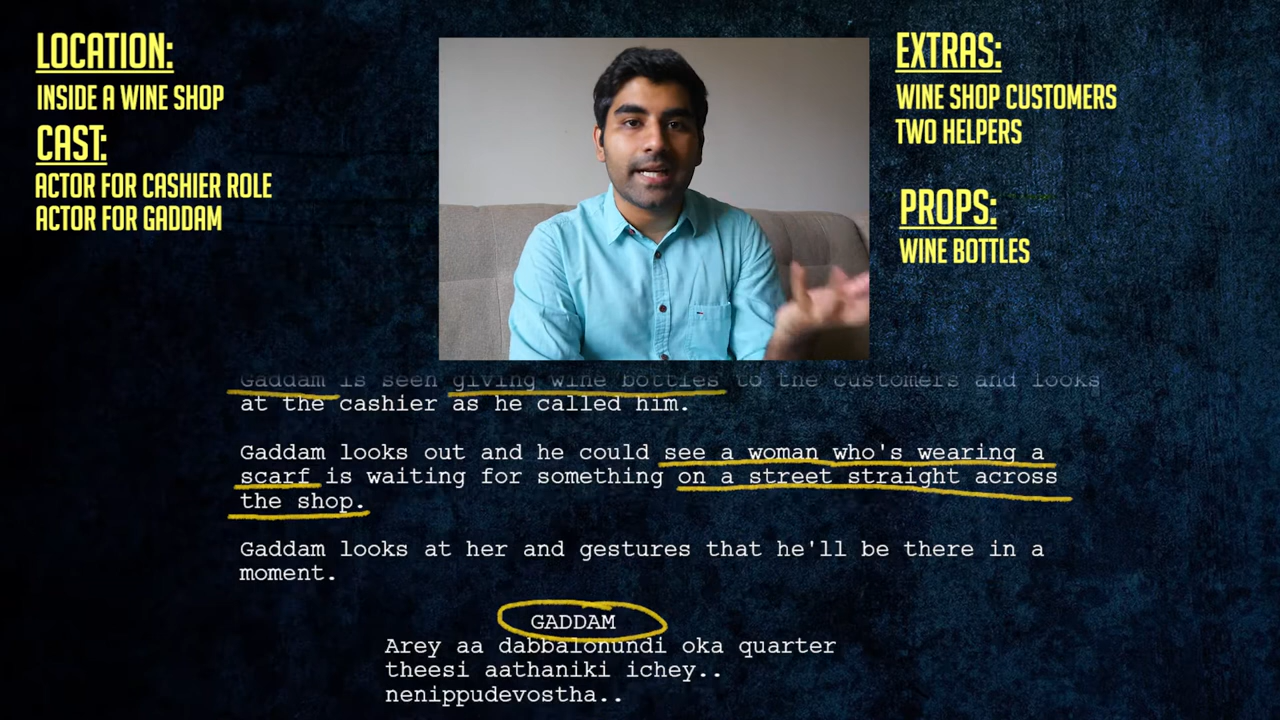 LOCATION:
INSIDE A WINE SHOP
CAST:
ACTOR FOR CASHIER ROLE
ACTOR FOR GADDAM
EXTRAS:
WINE SHOP CUSTOMERS
TWO HELPERS
PROPS:
WINE BOTTLES
Gaddam is seen giving wine bottles to the customers and looks
at the cashier as he called him.
Gaddam looks out and he could see a woman who's wearing a
scarf is waiting for something on a street straight across
the shop.
Gaddam looks at her and gestures that he'll be there in a
moment.
GADDAM
Arey aa dabbalonundi oka quarter
theesi aathaniki ichey..
nenippudevostha..